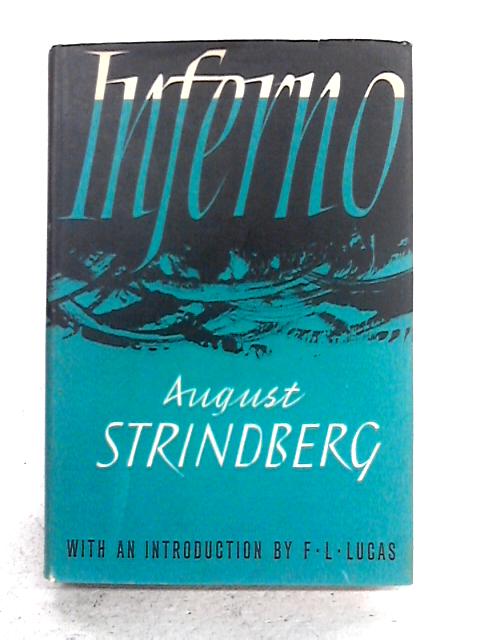 Inferno
August
STRINDBERG
WITH AN INTRODUCTION BY F·L·LUCAS